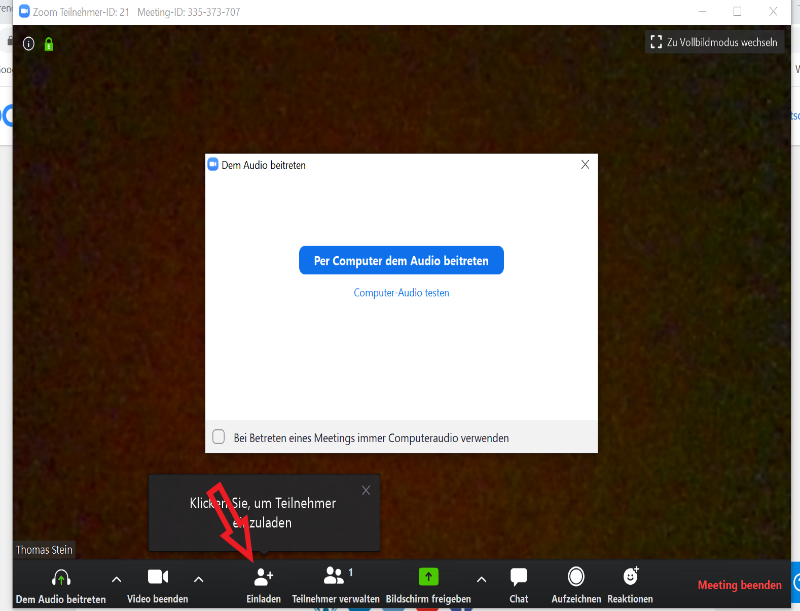 Zoom Teilnehmer-ID: 21 Meeting-ID: 335-373-707
Zu Vollbildmodus wechseln
Dem Audio beitreten
Per Computer dem Audio beitreten
Computer-Audio testen
Bei Betreten eines Meetings immer Computeraudio verwenden
Klicken Sie, um Teilnehmer
einzuladen
Thomas Stein
1
Dem Audio beitreten Video beenden Einladen Teilnehmer verwalten Bildschirm freigeben Chat Aufzeichnen Reaktionen Meeting beenden